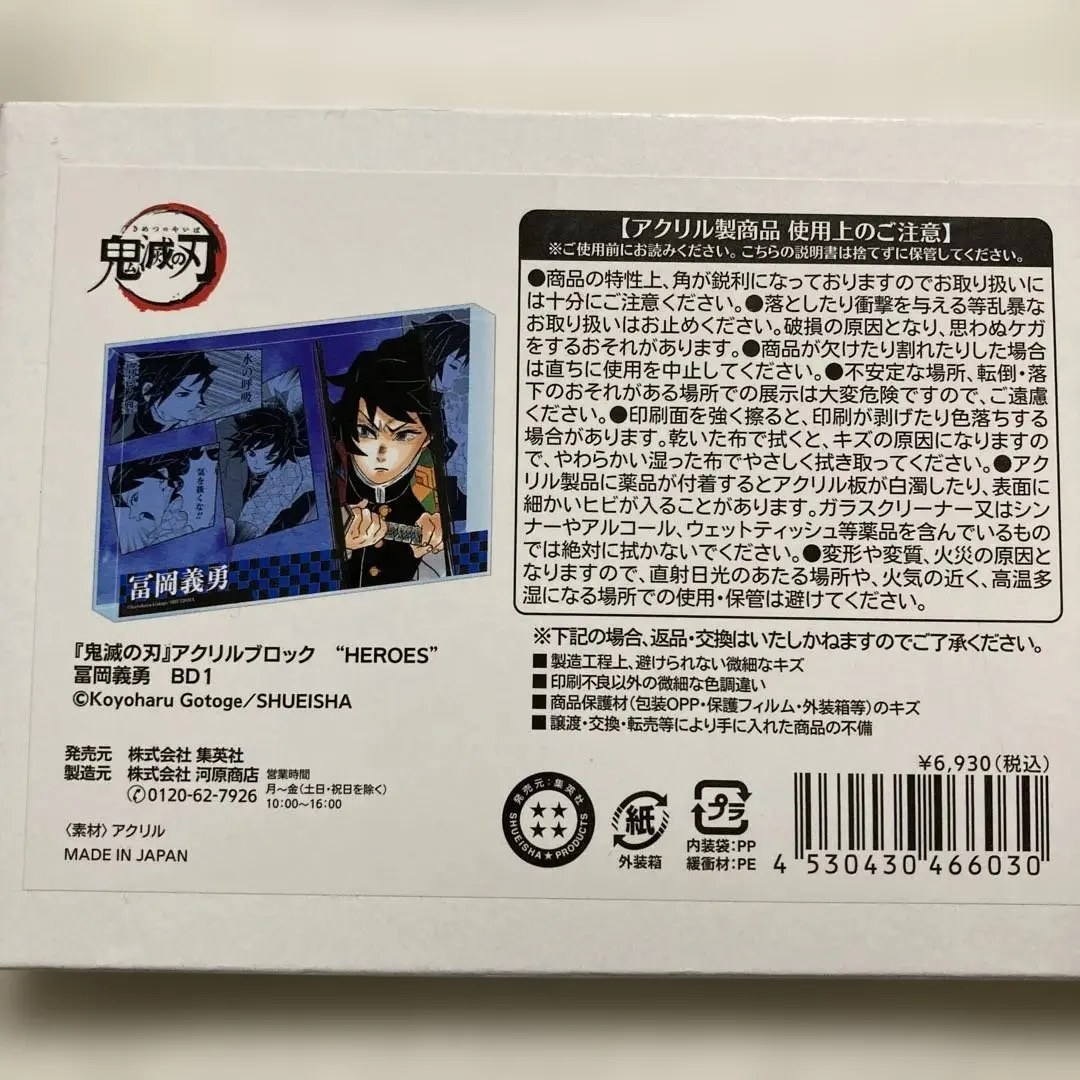 きめつのやいば
鬼滅の刃
水の呼吸
気を抜くな!!
冨岡義勇
©Koyoharu Gotoge/SHUEISHA
『鬼滅の刃』アクリルブロック “HEROES”
冨岡義勇 BD1
©Koyoharu Gotoge/SHUEISHA
発売元 株式会社 集英社
製造元 株式会社 河原商店
0120-62-7926
営業時間
月〜金(土日・祝日を除く)
10:00〜16:00
〈素材〉アクリル
MADE IN JAPAN
【アクリル製商品 使用上のご注意】
※ご使用前にお読みください。こちらの説明書は捨てずに保管してください。
●商品の特性上、角が鋭利になっておりますのでお取り扱いに
は十分にご注意ください。●落としたり衝撃を与える等乱暴な
お取り扱いはお止めください。破損の原因となり、思わぬケガ
をするおそれがあります。●商品が欠けたり割れたりした場合
は直ちに使用を中止してください。●不安定な場所、転倒・落
下のおそれがある場所での展示は大変危険ですので、ご遠慮
ください。●印刷面を強く擦ると、印刷が剥げたり色落ちする
場合があります。乾いた布で拭くと、キズの原因になりますの
で、やわらかい湿った布でやさしく拭き取ってください。●アク
リル製品に薬品が付着するとアクリル板が白濁したり、表面に
細かいヒビが入ることがあります。ガラスクリーナー又はシン
ナーやアルコール、ウェットティッシュ等薬品を含んでいるもの
では絶対に拭かないでください。●変形や変質、火災の原因と
なりますので、直射日光のあたる場所や、火気の近く、高温多
湿になる場所での使用・保管は避けてください。
※下記の場合、返品・交換はいたしかねますのでご了承ください。
■製造工程上、避けられない微細なキズ
■印刷不良以外の微細な色調違い
■商品保護材(包装OPP・保護フィルム・外装箱等)のキズ
■譲渡・交換・転売等により手に入れた商品の不備
¥6,930(税込)
発売元:集英社
SHUEISHA★PRODUCTS
紙
外装箱
プラ
内装袋:PP
緩衝材:PE
4 530430 466030